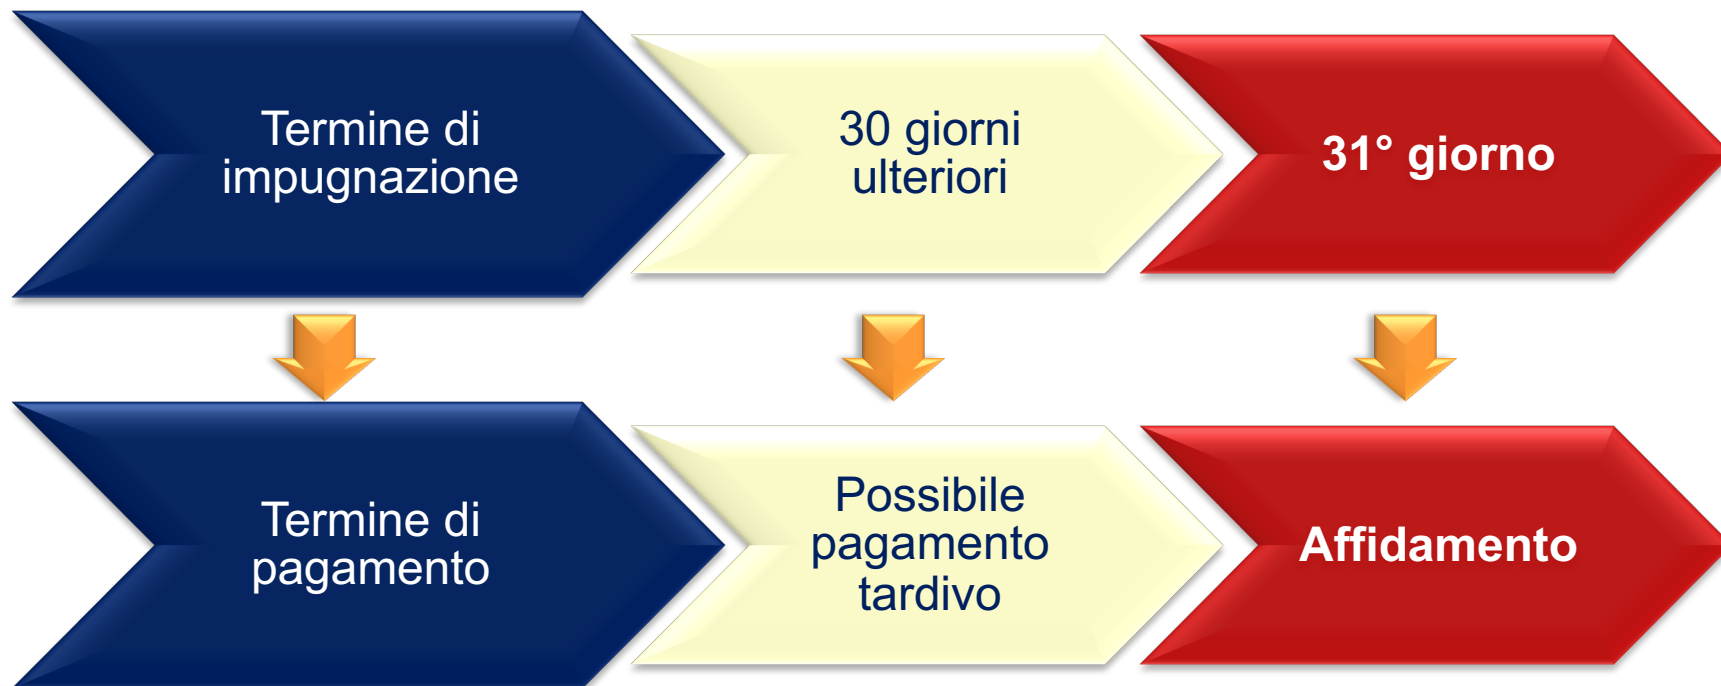 Termine di
impugnazione
30 giorni
ulteriori
31° giorno
Termine di
pagamento
Possibile
pagamento
tardivo
Affidamento